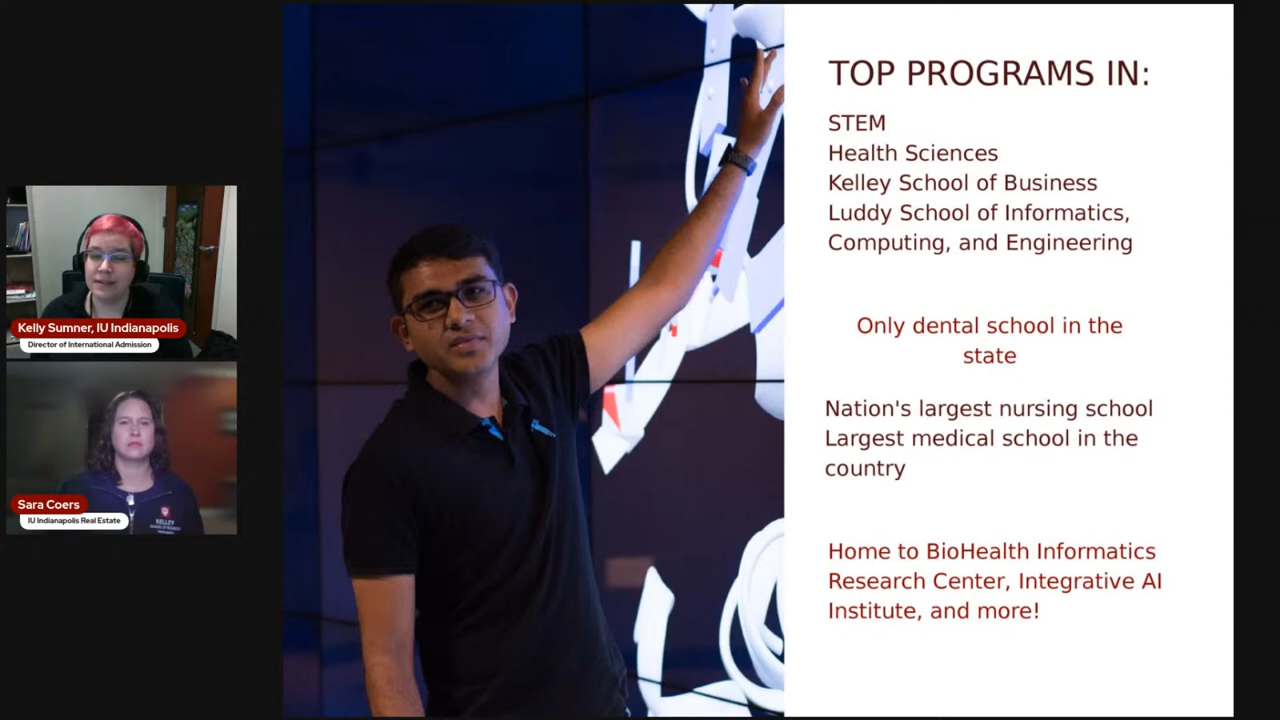 Kelly Sumner, IU Indianapolis
Director of International Admission
Sara Coers
IU Indianapolis Real Estate
KELLEY
TOP PROGRAMS IN:
STEM
Health Sciences
Kelley School of Business
Luddy School of Informatics,
Computing, and Engineering
Only dental school in the
state
Nation's largest nursing school
Largest medical school in the
country
Home to BioHealth Informatics
Research Center, Integrative AI
Institute, and more!